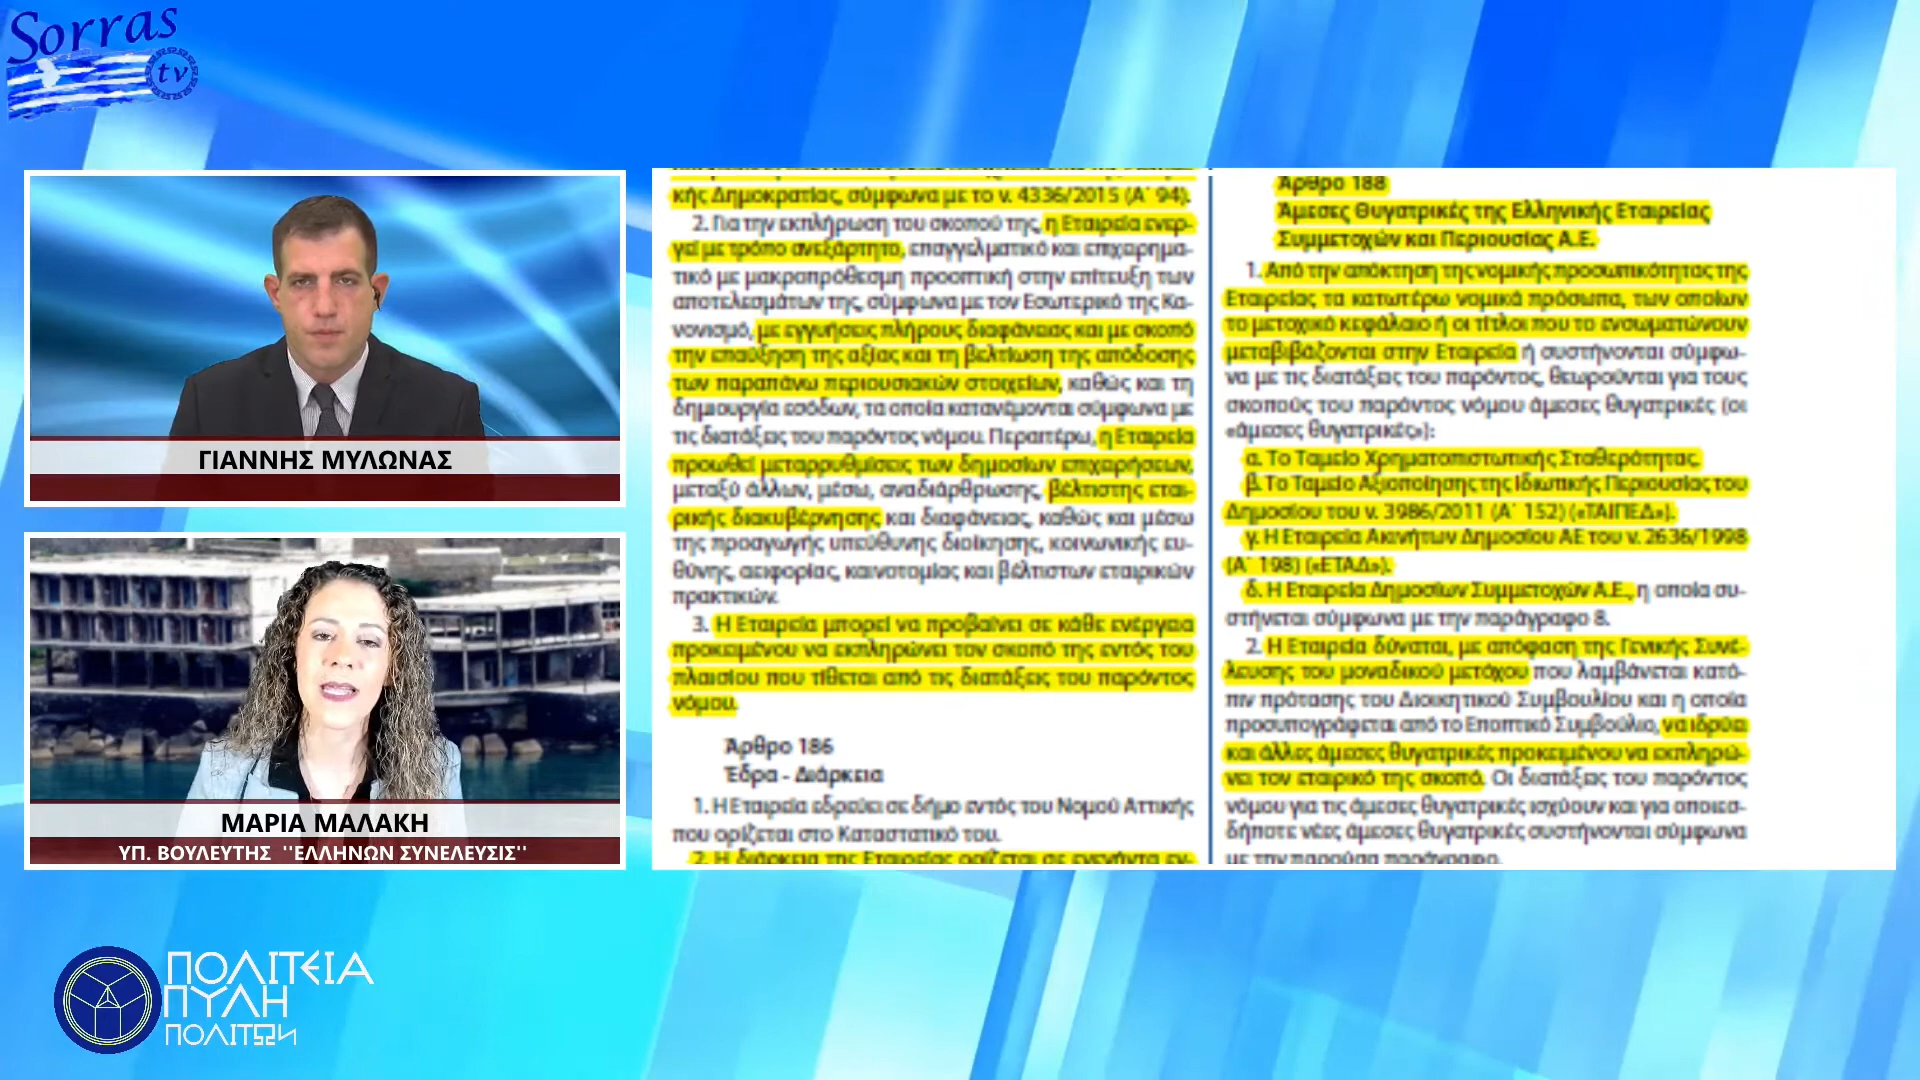 Sorras
tv
ΓΙΑΝΝΗΣ ΜΥΛΩΝΑΣ
ΜΑΡΙΑ ΜΑΛΑΚΗ
ΥΠ. ΒΟΥΛΕΥΤΗΣ ''ΕΛΛΗΝΩΝ ΣΥΝΕΛΕΥΣΙΣ''
κής Δημοκρατίας, σύμφωνα με το ν. 4336/2015 (Α΄ 94).
2. Για την εκπλήρωση του σκοπού της, η Εταιρεία ενερ-
γεί με τρόπο ανεξάρτητο, επαγγελματικό και επιχειρημα-
τικό με μακροπρόθεσμη προοπτική στην επίτευξη των
αποτελεσμάτων της, σύμφωνα με τον Εσωτερικό της Κα-
νονισμό, με εγγυήσεις πλήρους διαφάνειας και με σκοπό
την επαύξηση της αξίας και τη βελτίωση της απόδοσης
των παραπάνω περιουσιακών στοιχείων, καθώς και τη
δημιουργία εσόδων, τα οποία κατανέμονται σύμφωνα με
τις διατάξεις του παρόντος νόμου. Περαιτέρω, η Εταιρεία
προωθεί μεταρρυθμίσεις των δημοσίων επιχειρήσεων,
μεταξύ άλλων, μέσω, αναδιάρθρωσης, βέλτιστης εται-
ρικής διακυβέρνησης και διαφάνειας, καθώς και μέσω
της προαγωγής υπεύθυνης διοίκησης, κοινωνικής ευ-
θύνης, αειφορίας, καινοτομίας και βέλτιστων εταιρικών
πρακτικών.
3. Η Εταιρεία μπορεί να προβαίνει σε κάθε ενέργεια
προκειμένου να εκπληρώνει τον σκοπό της εντός του
πλαισίου που τίθεται από τις διατάξεις του παρόντος
νόμου.
Άρθρο 186
Έδρα - Διάρκεια
1. Η Εταιρεία εδρεύει σε δήμο εντός του Νομού Αττικής
που ορίζεται στο Καταστατικό του.
2. Η διάρκεια της Εταιρείας ορίζεται σε ενενήντα εν-
Άρθρο 188
Άμεσες Θυγατρικές της Ελληνικής Εταιρείας
Συμμετοχών και Περιουσίας Α.Ε.
1. Από την απόκτηση της νομικής προσωπικότητας της
Εταιρείας τα κατωτέρω νομικά πρόσωπα, των οποίων
το μετοχικό κεφάλαιο ή οι τίτλοι που το ενσωματώνουν
μεταβιβάζονται στην Εταιρεία ή συστήνονται σύμφω-
να με τις διατάξεις του παρόντος, θεωρούνται για τους
σκοπούς του παρόντος νόμου άμεσες θυγατρικές (οι
«άμεσες θυγατρικές»):
α. Το Ταμείο Χρηματοπιστωτικής Σταθερότητας.
β. Το Ταμείο Αξιοποίησης της Ιδιωτικής Περιουσίας του
Δημοσίου του ν. 3986/2011 (Α΄ 152) («ΤΑΙΠΕΔ»).
γ. Η Εταιρεία Ακινήτων Δημοσίου ΑΕ του ν. 2636/1998
(Α΄ 198) («ΕΤΑΔ»).
δ. Η Εταιρεία Δημοσίων Συμμετοχών Α.Ε., η οποία συ-
στήνεται σύμφωνα με την παράγραφο 8.
2. Η Εταιρεία δύναται, με απόφαση της Γενικής Συνέ-
λευσης του μοναδικού μετόχου που λαμβάνεται κατό-
πιν πρότασης του Διοικητικού Συμβουλίου και η οποία
προσυπογράφεται από το Εποπτικό Συμβούλιο, να ιδρύει
και άλλες άμεσες θυγατρικές προκειμένου να εκπληρώ-
νει τον εταιρικό της σκοπό. Οι διατάξεις του παρόντος
νόμου για τις άμεσες θυγατρικές ισχύουν και για οποιεσ-
δήποτε νέες άμεσες θυγατρικές συστήνονται σύμφωνα
με την παρούσα παράγραφο.
ΠΟΛΙΤΕΙΑ
ΠΥΛΗ
ΠΟΛΙΤΩΝ